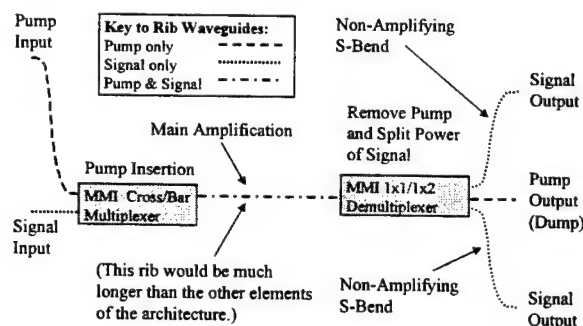 Pump
Input
Key to Rib Waveguides:
Pump only
Signal only
Pump & Signal
Non-Amplifying
S-Bend
Signal
Output
Main Amplification
Remove Pump
and Split Power
of Signal
Pump Insertion
MMI Cross/Bar
Multiplexer
MMI 1x1/1x2
Demultiplexer
Pump
Output
(Dump)
Signal
Input
(This rib would be much
longer than the other elements
of the architecture.)
Non-Amplifying
S-Bend
Signal
Output